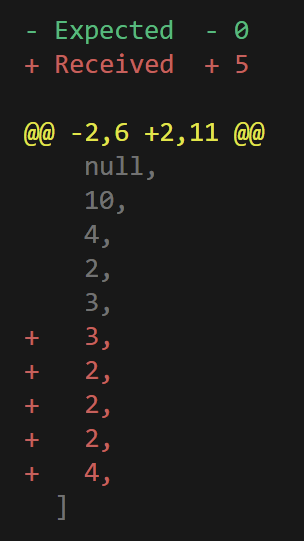 - Expected  - 0
+ Received  + 5

@@ -2,6 +2,11 @@
    null,
    10,
    4,
    2,
    3,
+   3,
+   2,
+   2,
+   2,
+   4,
  ]